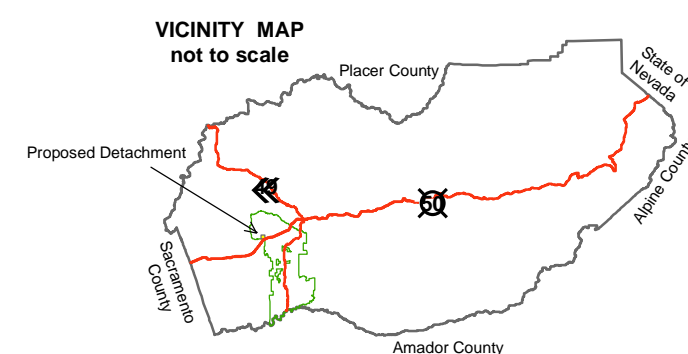 VICINITY MAP
not to scale
Placer County
State of
Nevada
Proposed Detachment
49
50
Alpine County
Sacramento
County
Amador County